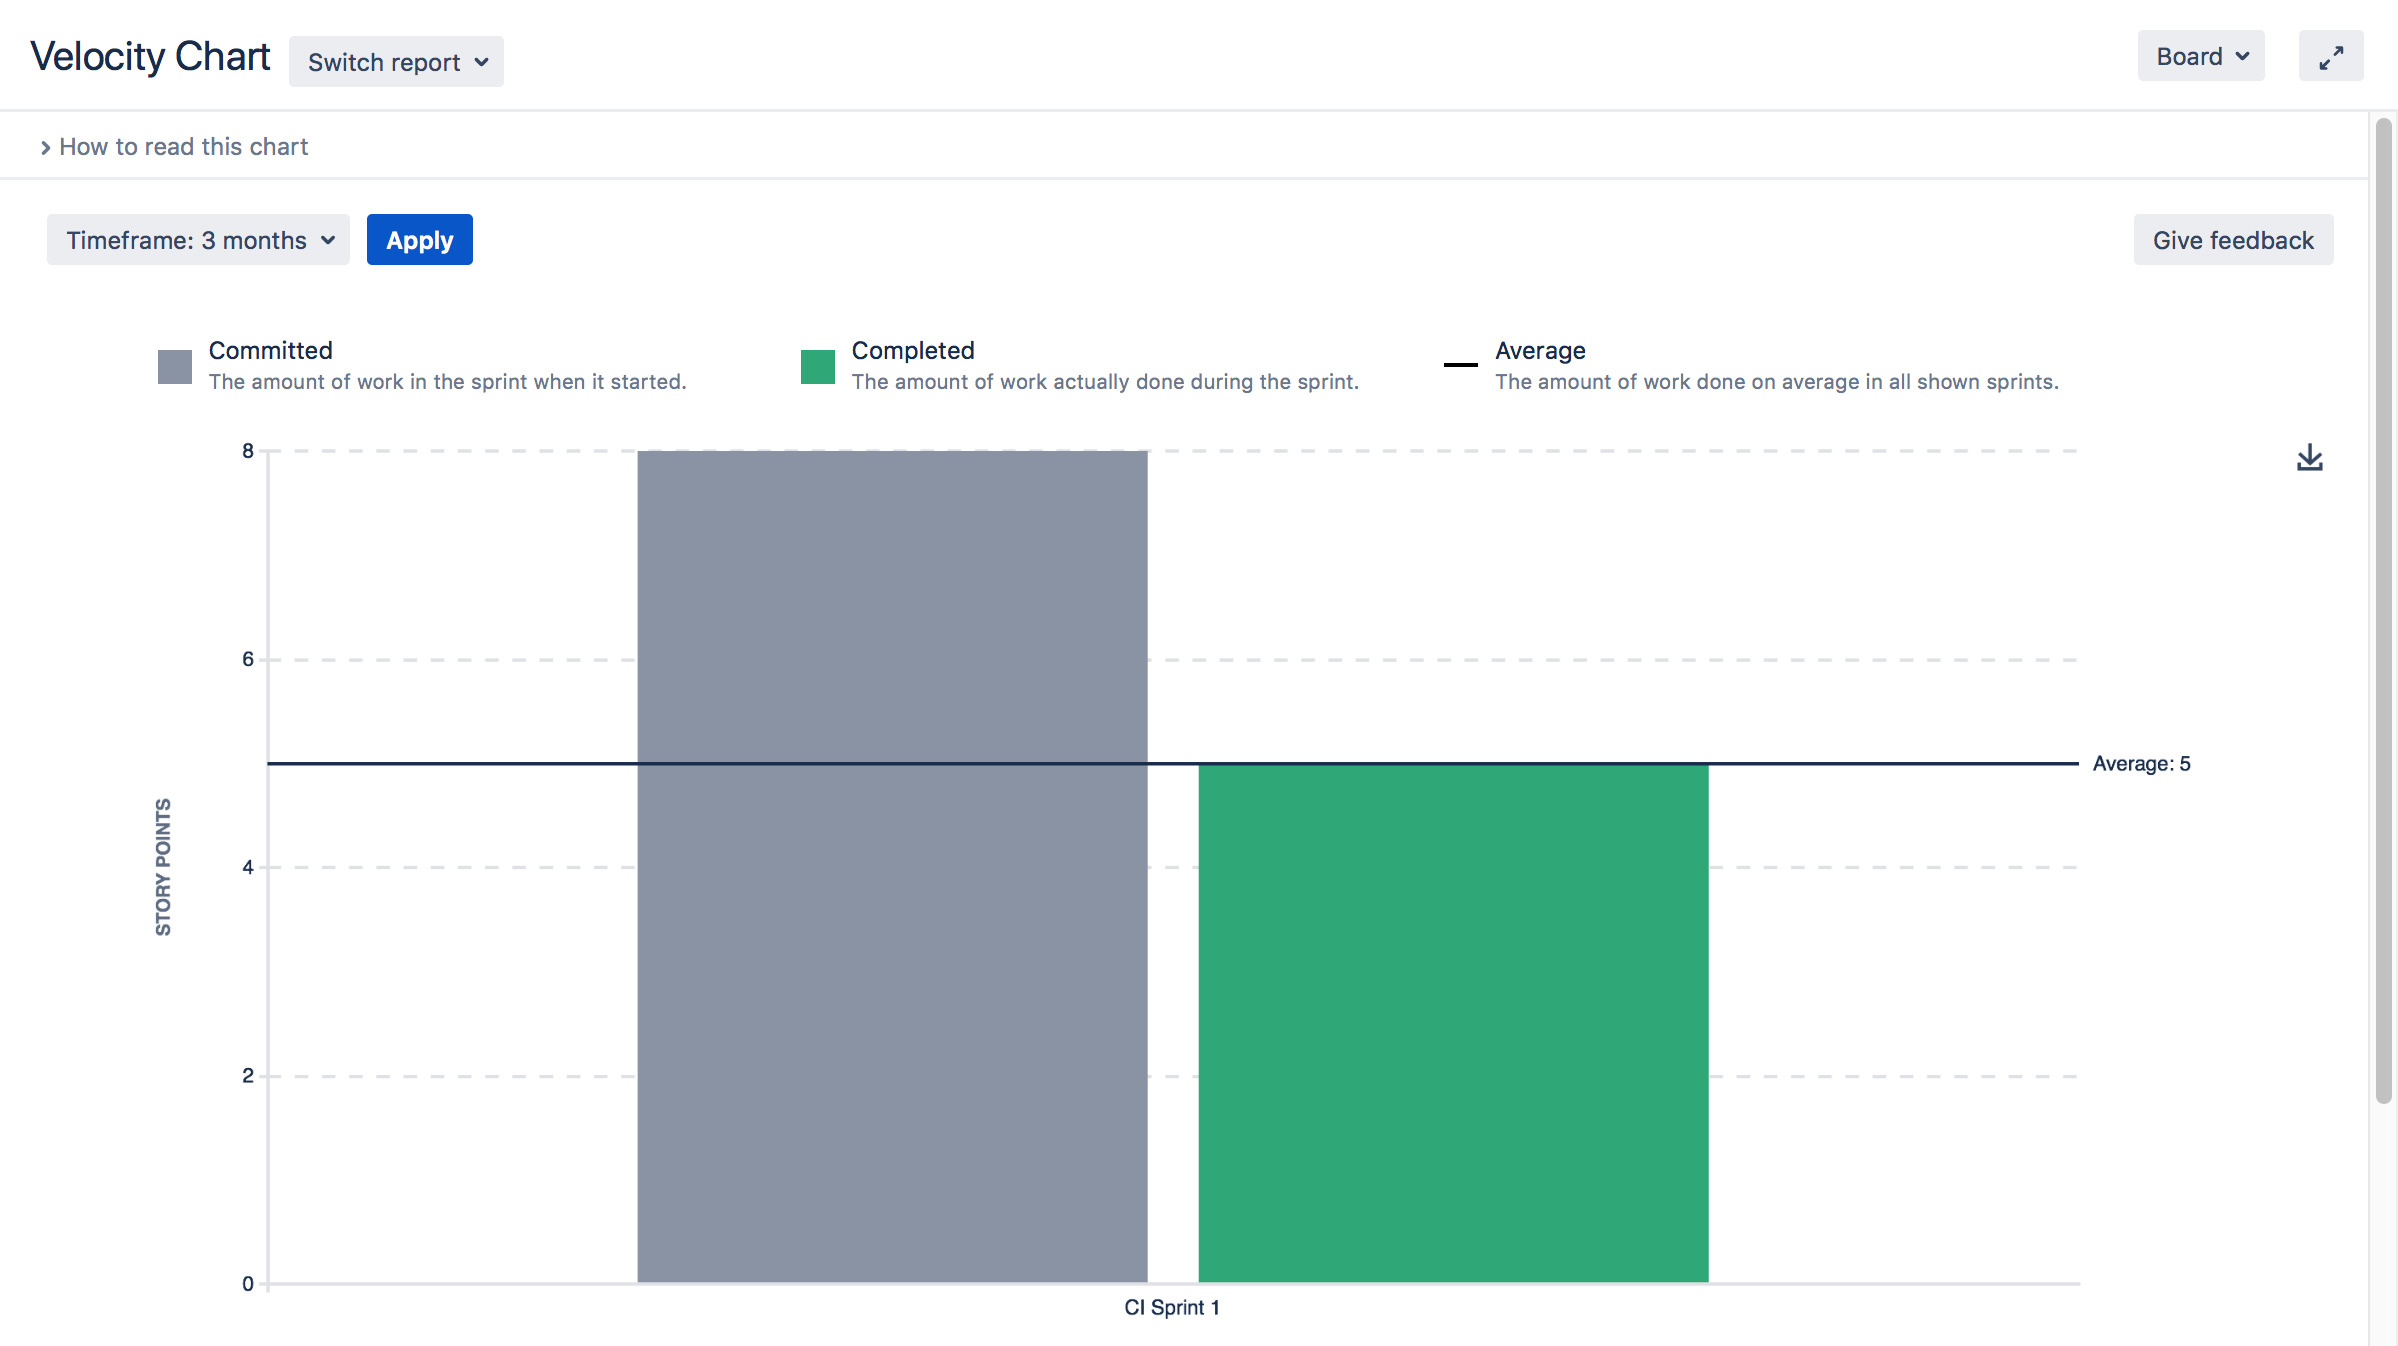 Velocity Chart
Switch report
Board
How to read this chart
Timeframe: 3 months
Apply
Give feedback
Committed
The amount of work in the sprint when it started.
Completed
The amount of work actually done during the sprint.
Average
The amount of work done on average in all shown sprints.
8
6
Average: 5
STORY POINTS
4
2
0
CI Sprint 1